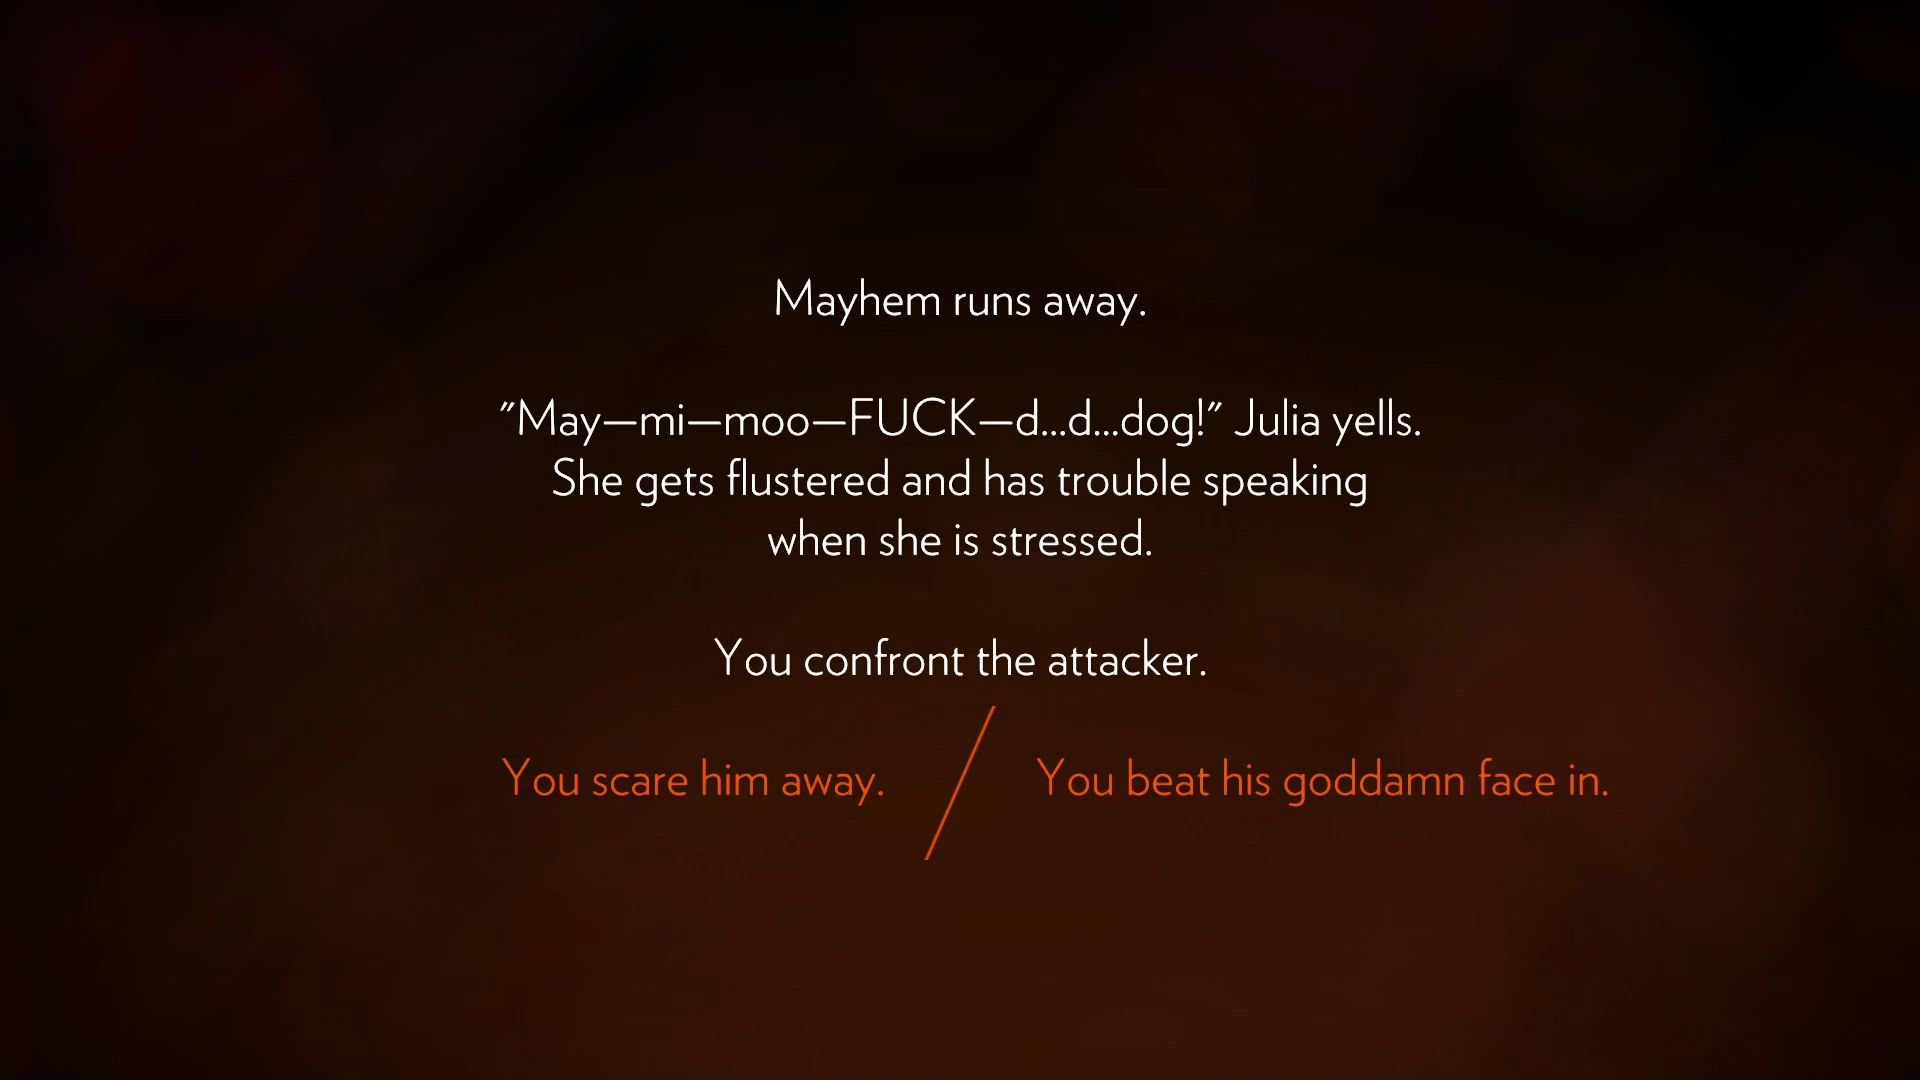 Mayhem runs away.
"May—mi—moo—FUCK—d...d...dog!" Julia yells.
She gets flustered and has trouble speaking
when she is stressed.
You confront the attacker.
You scare him away. / You beat his goddamn face in.